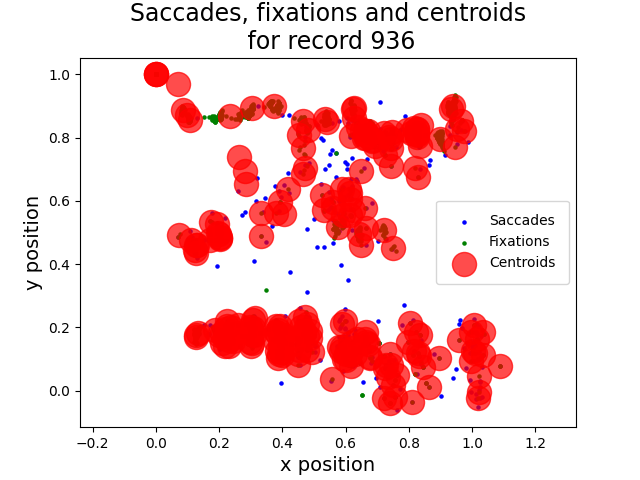 Saccades, fixations and centroids
for record 936
1.0
0.8
0.6
0.4
0.2
0.0
y position
Saccades
Fixations
Centroids
−0.2
0.0
0.2
0.4
0.6
0.8
1.0
1.2
x position